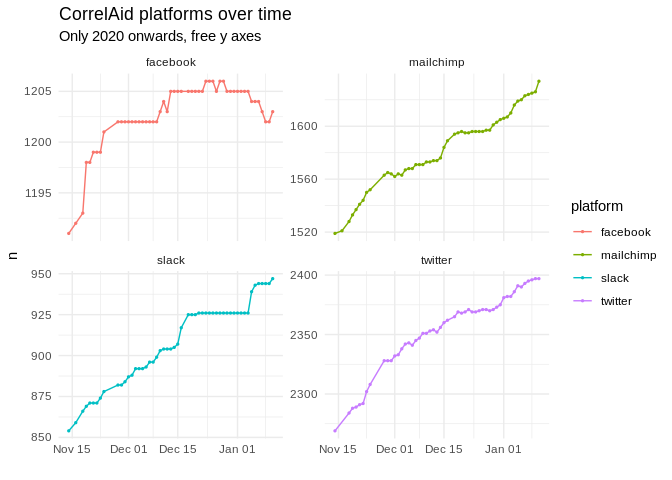 CorrelAid platforms over time
Only 2020 onwards, free y axes
facebook
mailchimp
1205
1200
1195
1600
1560
1520
n
slack
twitter
950
925
900
875
850
2400
2350
2300
Nov 15
Dec 01
Dec 15
Jan 01
Nov 15
Dec 01
Dec 15
Jan 01
platform
facebook
mailchimp
slack
twitter